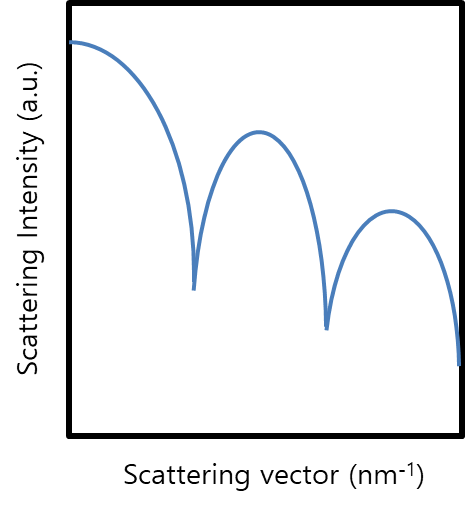 Scattering Intensity (a.u.)
Scattering vector (nm⁻¹)